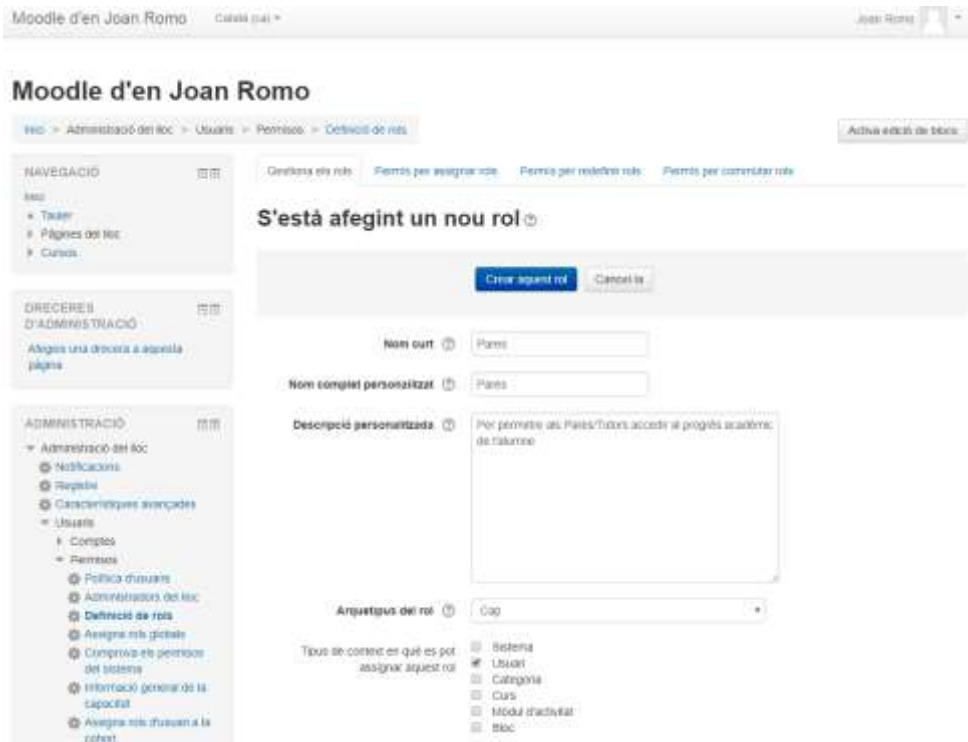 Moodle d'en Joan Romo
Català (ca)
Joan Romo
Moodle d'en Joan Romo
Inici > Administració del lloc > Usuaris > Permisos > Definició de rols
Activa edició de blocs
NAVEGACIÓ
Inici
Tauler
Pàgines del lloc
Cursos
DRECERES
D'ADMINISTRACIÓ
Afegeix una drecera a aquesta
pàgina
ADMINISTRACIÓ
Administració del lloc
Notificacions
Registre
Característiques avançades
Usuaris
Comptes
Permisos
Política d'usuaris
Administradors del lloc
Definició de rols
Assigna rols globals
Comprova els permisos
del sistema
Informació general de la
capacitat
Assigna rols d'usuari a la
cohort
Gestiona els rols
Permís per assignar rols
Permís per redefinir rols
Permís per commutar rols
S'està afegint un nou rol
Crear aquest rol
Cancel·la
Nom curt
Pares
Nom complet personalitzat
Pares
Descripció personalitzada
Per permetre als Pares/Tutors accedir al progrés acadèmic
de l'alumne
Arquetipus del rol
Cap
Tipus de context en què es pot
assignar aquest rol
Sistema
Usuari
Categoria
Curs
Mòdul d'activitat
Bloc